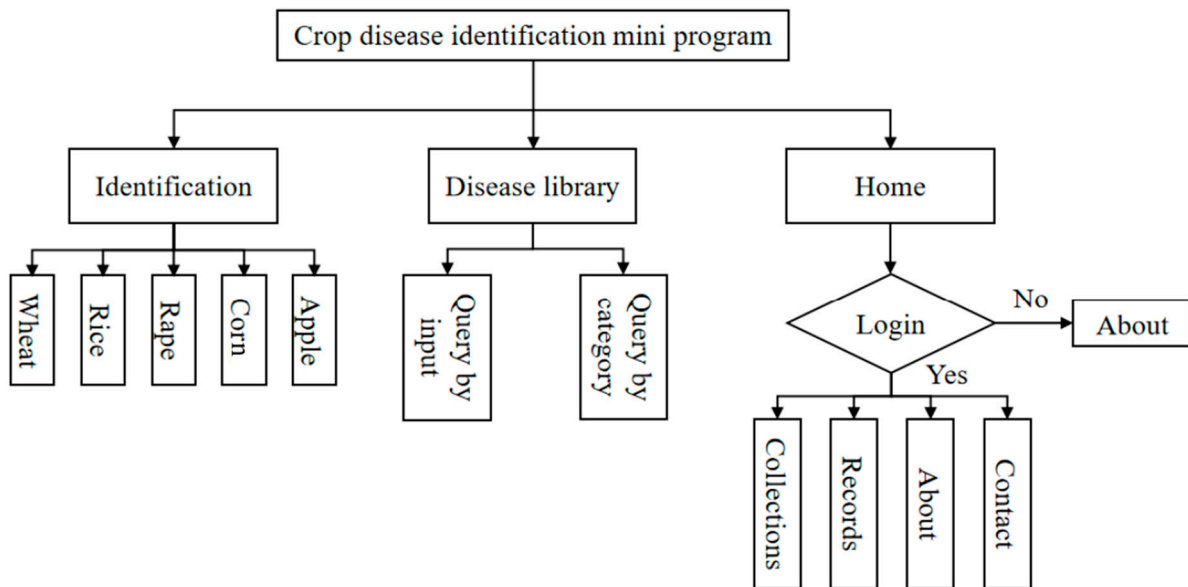 Crop disease identification mini program
Identification
Disease library
Home
Wheat
Rice
Rape
Corn
Apple
Query by
input
Query by
category
Login
No
About
Yes
Collections
Records
About
Contact